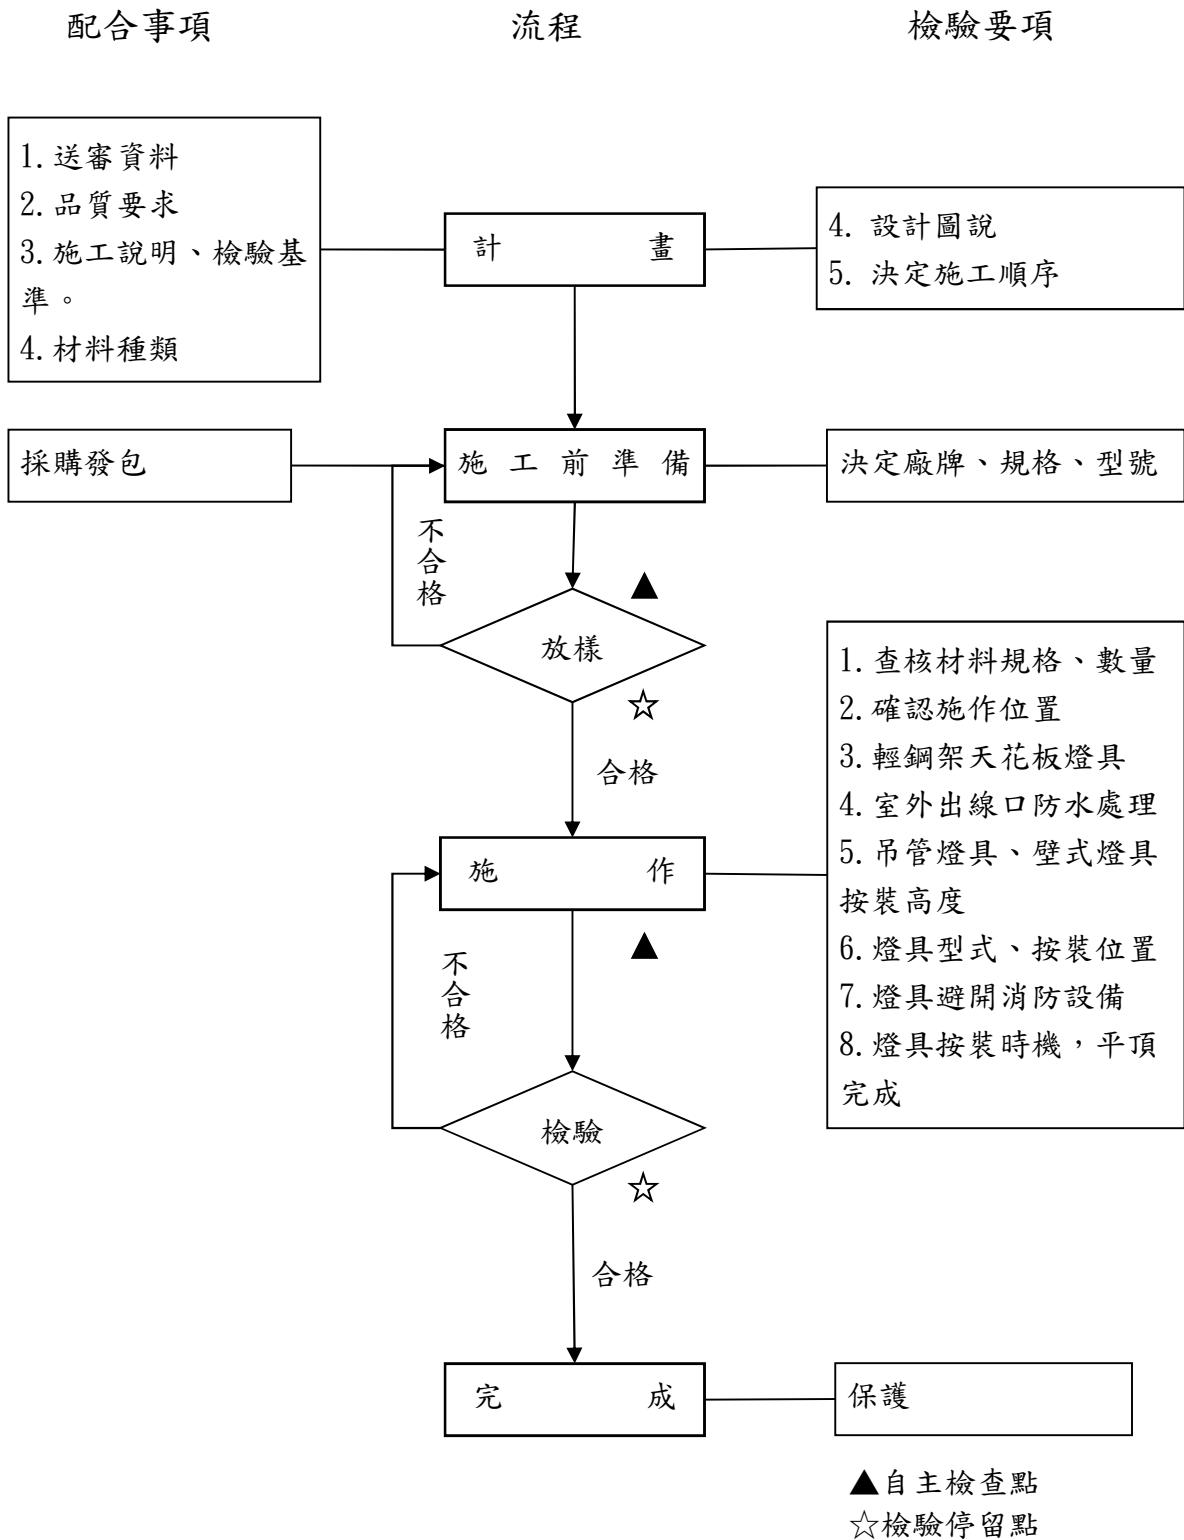 配合事項
流程
檢驗要項
1.送審資料
2.品質要求
3.施工說明、檢驗基
準。
4.材料種類
計畫
4. 設計圖說
5. 決定施工順序
採購發包
施工前準備
決定廠牌、規格、型號
不合格
▲
放樣
☆
合格
1.查核材料規格、數量
2.確認施作位置
3.輕鋼架天花板燈具
4.室外出線口防水處理
5.吊管燈具、壁式燈具
按裝高度
6.燈具型式、按裝位置
7.燈具避開消防設備
8.燈具按裝時機，平頂
完成
施作
▲
不合格
檢驗
☆
合格
完成
保護
▲自主檢查點
☆檢驗停留點